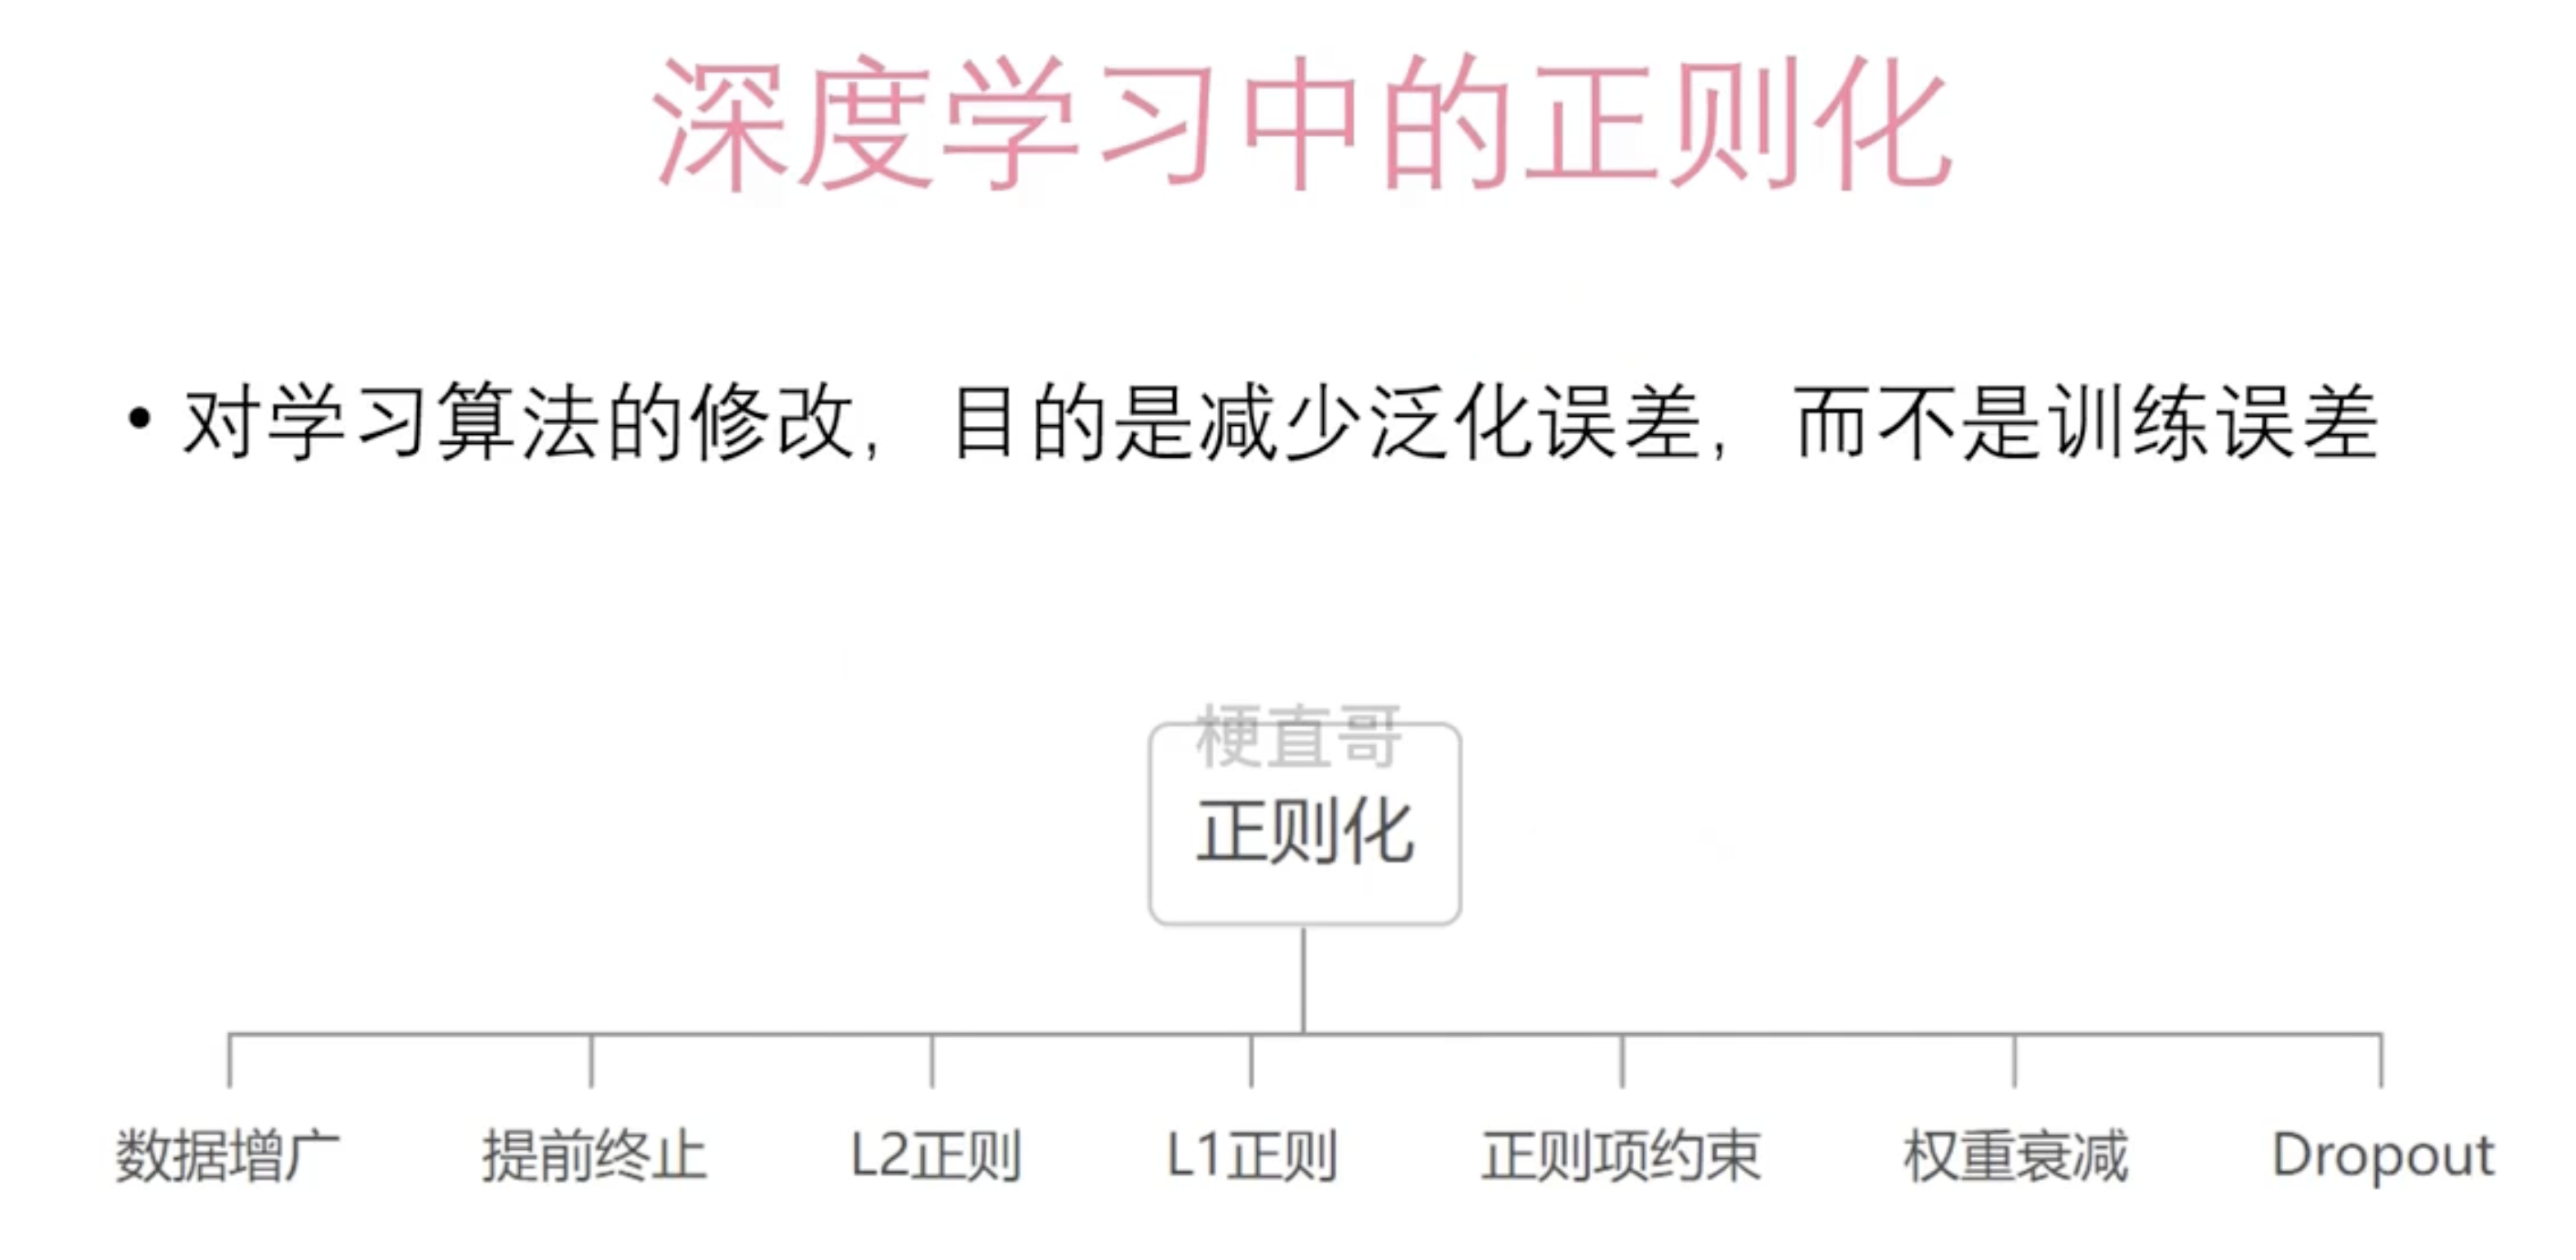 深度学习中的正则化
• 对学习算法的修改，目的是减少泛化误差，而不是训练误差
梗直哥
正则化
数据增广 提前终止 L2正则 L1正则 正则项约束 权重衰减 Dropout